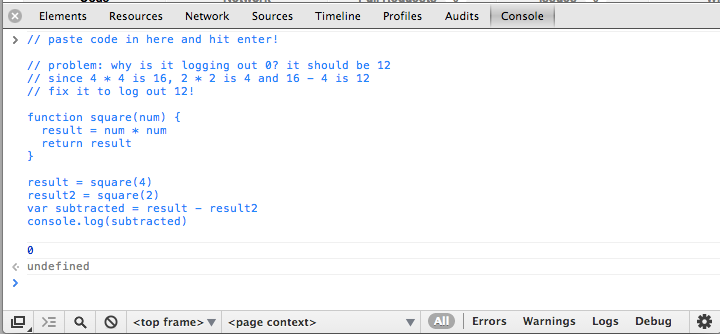 Elements Resources Network Sources Timeline Profiles Audits Console
> // paste code in here and hit enter!
// problem: why is it logging out 0? it should be 12
// since 4 * 4 is 16, 2 * 2 is 4 and 16 - 4 is 12
// fix it to log out 12!
function square(num) {
  result = num * num
  return result
}
result = square(4)
result2 = square(2)
var subtracted = result - result2
console.log(subtracted)
0
undefined
>
<top frame> <page context> All Errors Warnings Logs Debug